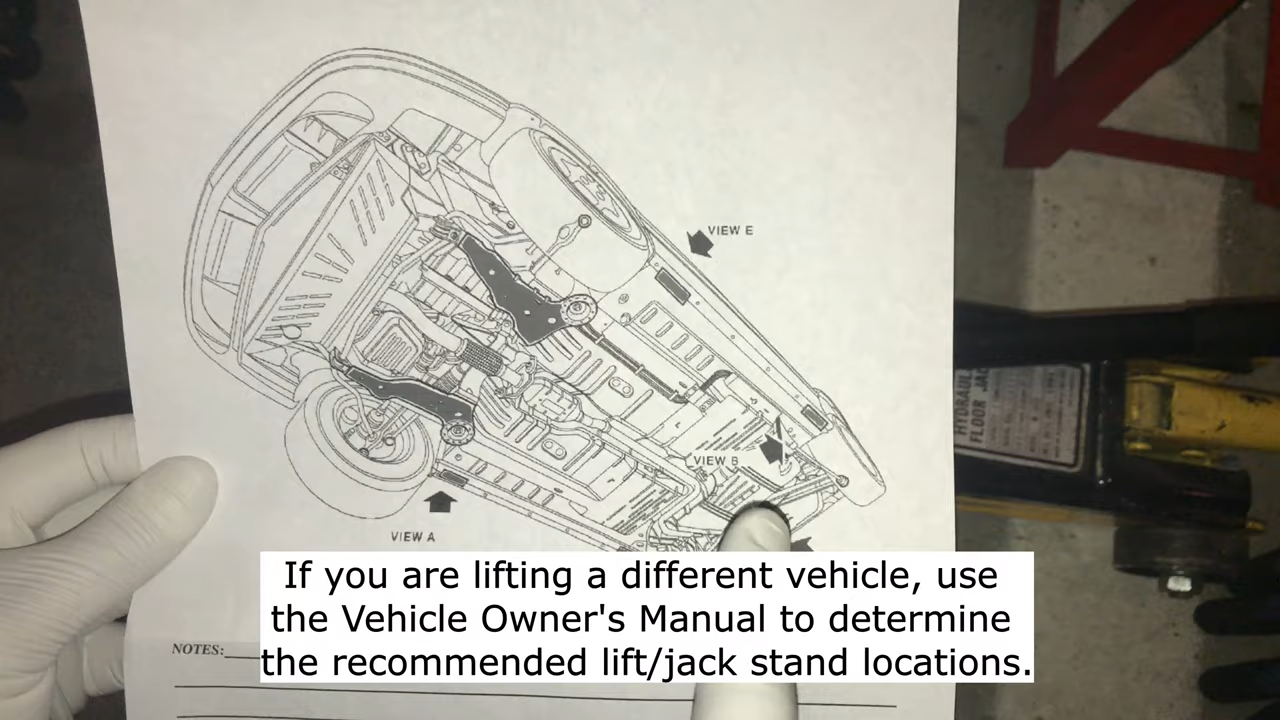 VIEW E
VIEW B
VIEW A
HYDRAULIC
FLOOR JACK
If you are lifting a different vehicle, use
the Vehicle Owner's Manual to determine
the recommended lift/jack stand locations.
NOTES: